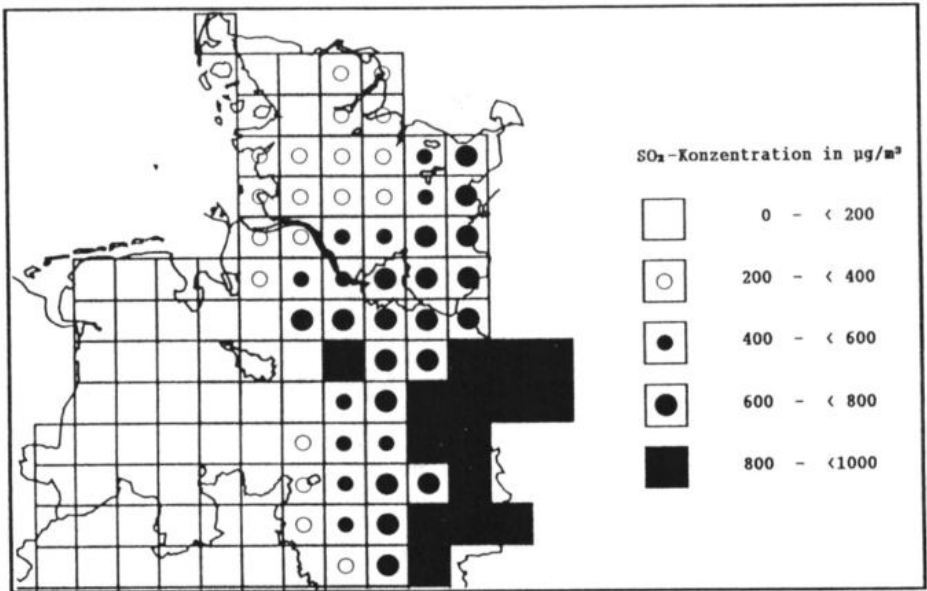 SO₂-Konzentration in µg/m³
0 - < 200
200 - < 400
400 - < 600
600 - < 800
800 - <1000